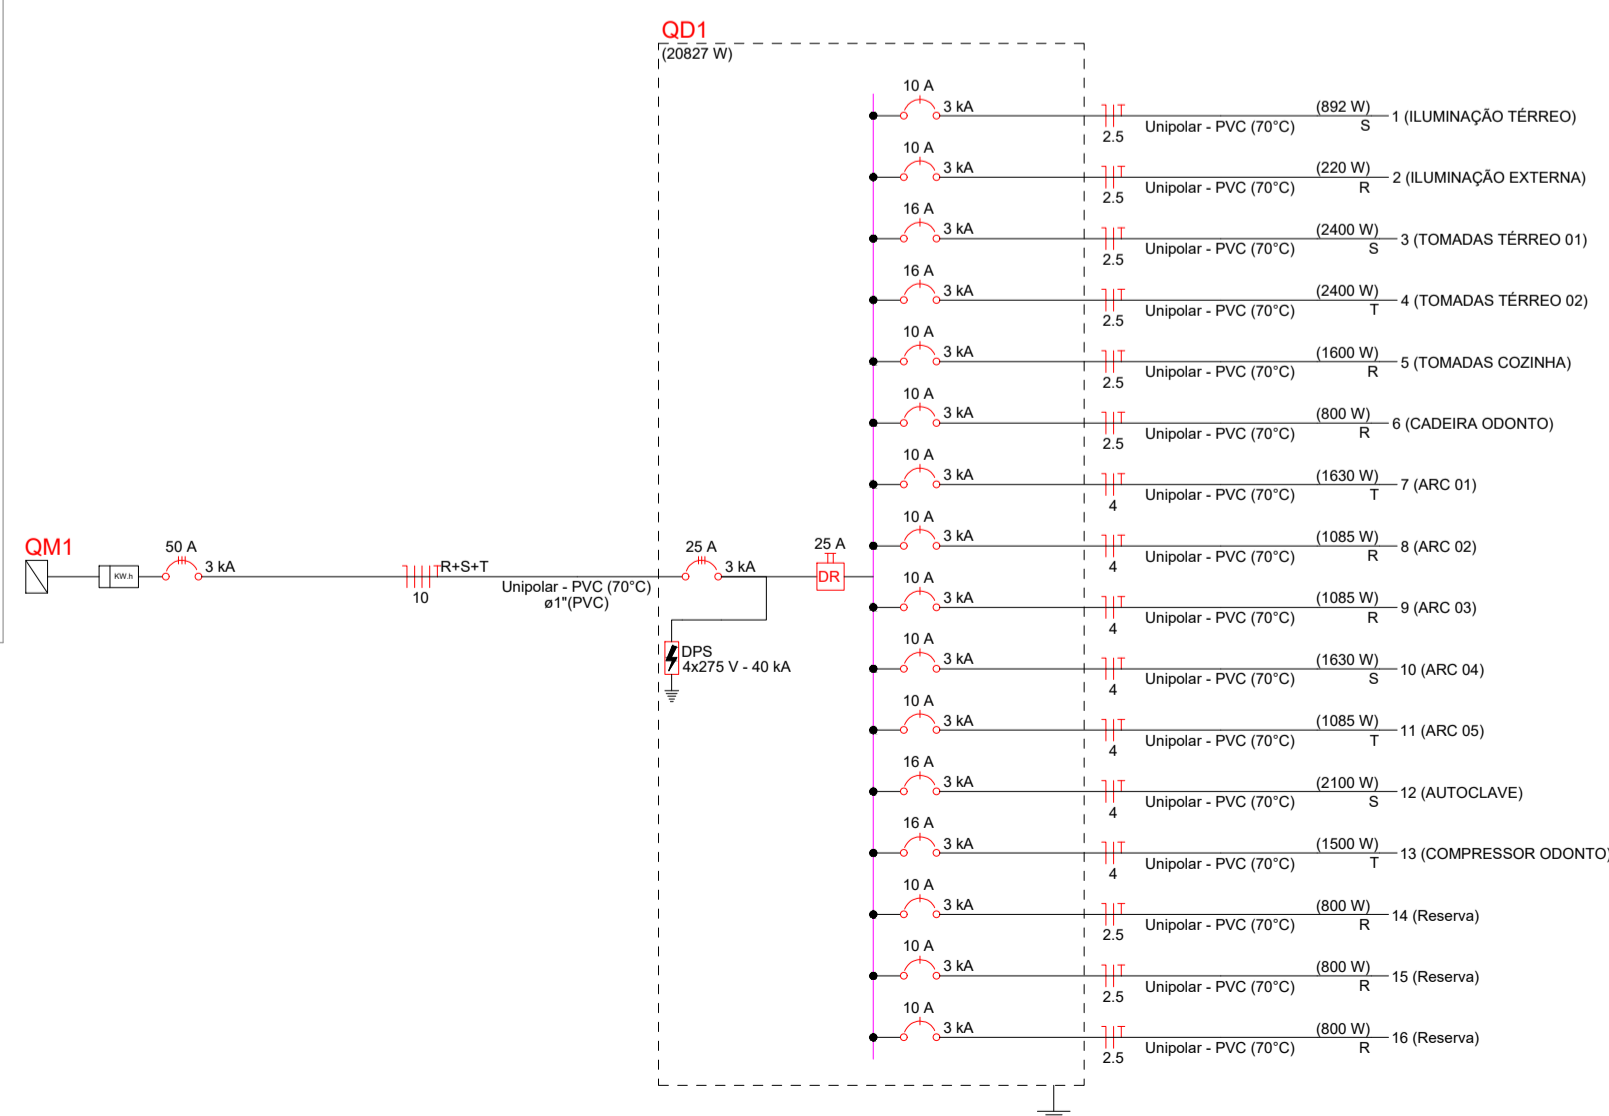 QD1
(20827 W)
10 A
3 kA
2.5
Unipolar - PVC (70°C)
(892 W)
S
1 (ILUMINAÇÃO TÉRREO)
10 A
3 kA
2.5
Unipolar - PVC (70°C)
(220 W)
R
2 (ILUMINAÇÃO EXTERNA)
16 A
3 kA
2.5
Unipolar - PVC (70°C)
(2400 W)
S
3 (TOMADAS TÉRREO 01)
16 A
3 kA
2.5
Unipolar - PVC (70°C)
(2400 W)
T
4 (TOMADAS TÉRREO 02)
10 A
3 kA
2.5
Unipolar - PVC (70°C)
(1600 W)
R
5 (TOMADAS COZINHA)
10 A
3 kA
2.5
Unipolar - PVC (70°C)
(800 W)
R
6 (CADEIRA ODONTO)
10 A
3 kA
4
Unipolar - PVC (70°C)
(1630 W)
T
7 (ARC 01)
QM1
KW.h
50 A
3 kA
R+S+T
10
Unipolar - PVC (70°C)
ø1"(PVC)
25 A
3 kA
25 A
DR
DPS
4x275 V - 40 kA
10 A
3 kA
4
Unipolar - PVC (70°C)
(1085 W)
R
8 (ARC 02)
10 A
3 kA
4
Unipolar - PVC (70°C)
(1085 W)
R
9 (ARC 03)
10 A
3 kA
4
Unipolar - PVC (70°C)
(1630 W)
S
10 (ARC 04)
10 A
3 kA
4
Unipolar - PVC (70°C)
(1085 W)
T
11 (ARC 05)
16 A
3 kA
4
Unipolar - PVC (70°C)
(2100 W)
S
12 (AUTOCLAVE)
16 A
3 kA
4
Unipolar - PVC (70°C)
(1500 W)
T
13 (COMPRESSOR ODONTO)
10 A
3 kA
2.5
Unipolar - PVC (70°C)
(800 W)
R
14 (Reserva)
10 A
3 kA
2.5
Unipolar - PVC (70°C)
(800 W)
R
15 (Reserva)
10 A
3 kA
2.5
Unipolar - PVC (70°C)
(800 W)
R
16 (Reserva)